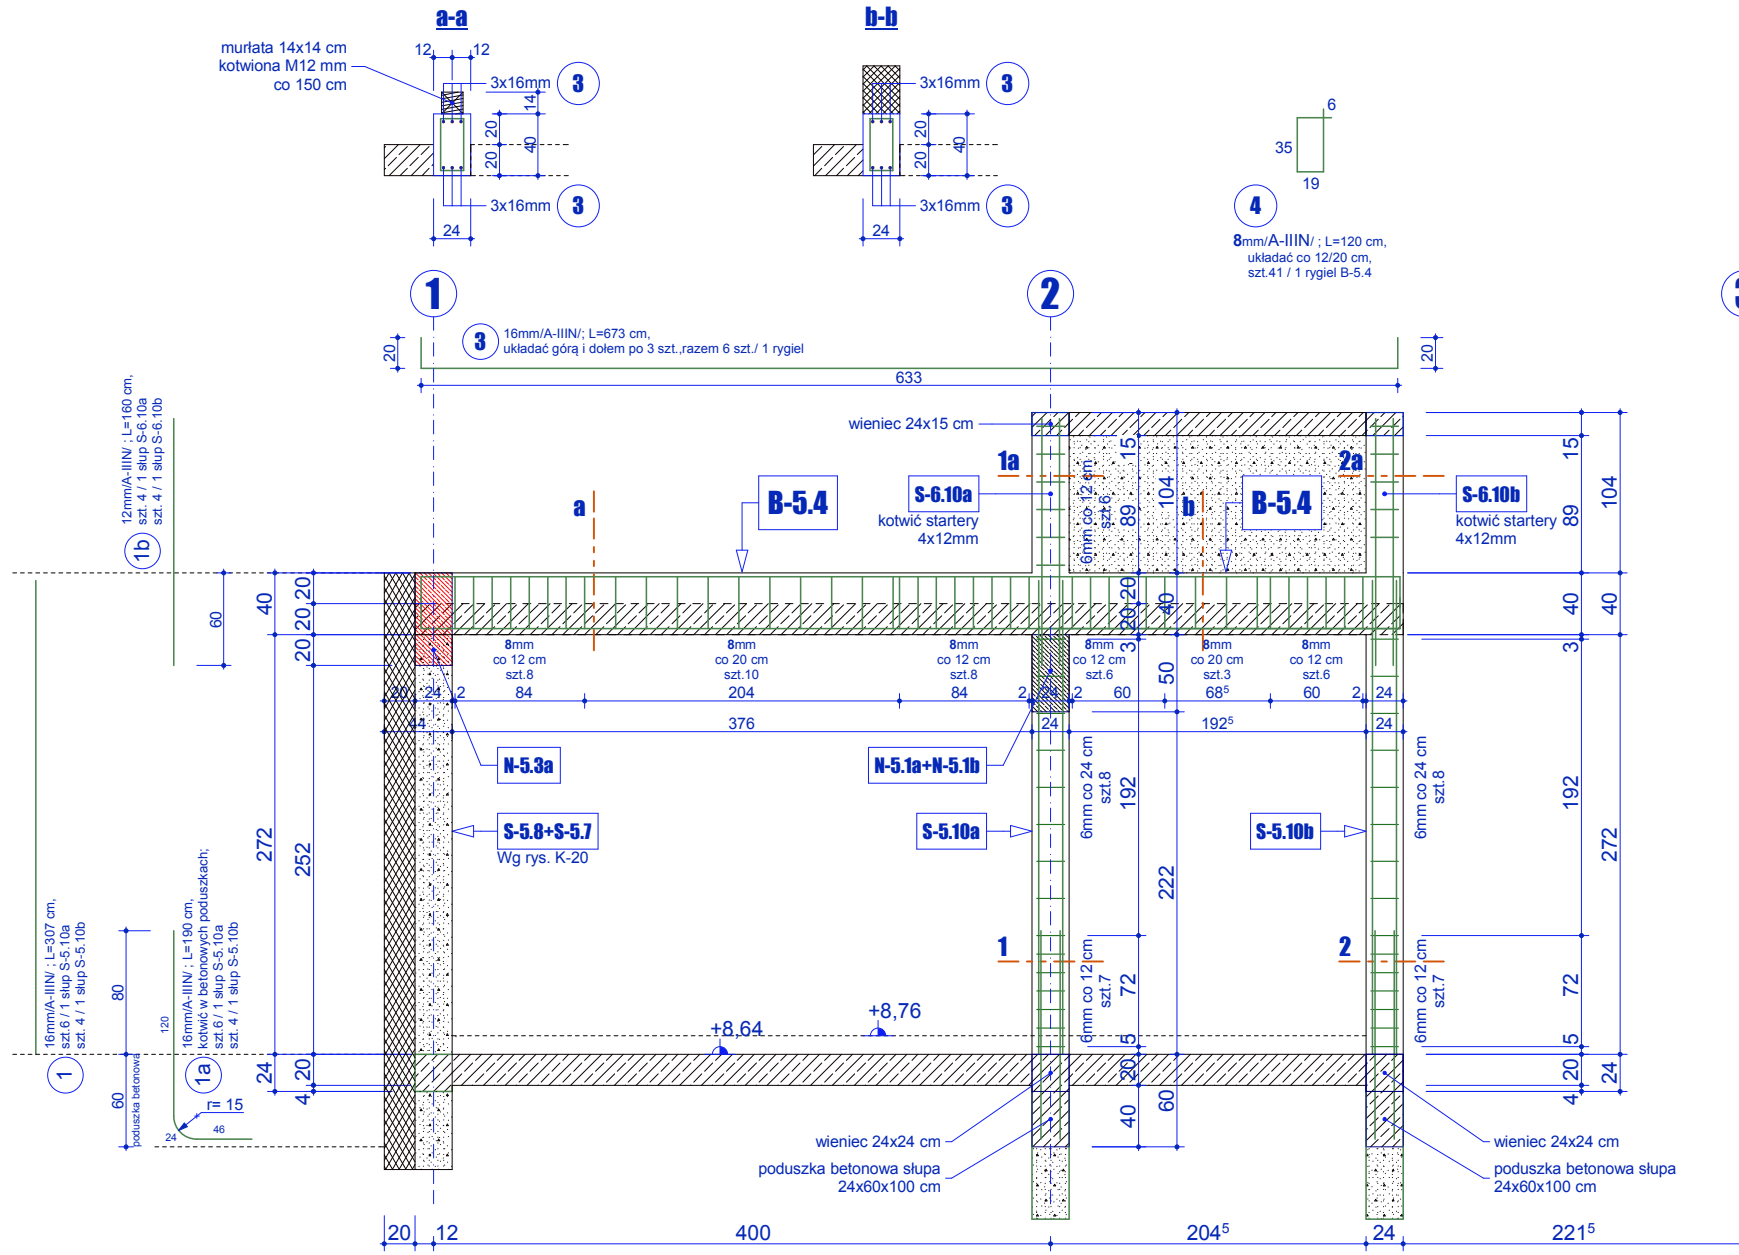 a-a
b-b
murłata 14x14 cm
kotwiona M12 mm
co 150 cm
12
12
3x16mm
3
14
20
40
20
3x16mm
3
24
3x16mm
3
20
40
20
3x16mm
3
24
6
35
19
4
8mm/A-IIIN/ ; L=120 cm,
układać co 12/20 cm,
szt.41 / 1 rygiel B-5.4
1
2
3
16mm/A-IIIN/; L=673 cm,
układać górą i dołem po 3 szt.,razem 6 szt./ 1 rygiel
20
20
633
12mm/A-IIIN/ ; L=160 cm,
szt. 4 / 1 słup S-6.10a
szt. 4 / 1 słup S-6.10b
1b
wieniec 24x15 cm
1a
2a
S-6.10a
kotwić startery
4x12mm
S-6.10b
kotwić startery
4x12mm
a
B-5.4
b
B-5.4
6mm co 12 cm
szt.6
15
104
89
15
104
89
60
40
20
20
20
20
20
40
40
40
3
3
50
8mm
co 12 cm
szt.8
8mm
co 20 cm
szt.10
8mm
co 12 cm
szt.8
8mm
co 12 cm
szt.6
8mm
co 20 cm
szt.3
8mm
co 12 cm
szt.6
20
24
2
84
204
84
2
24
2
60
68⁵
60
2
24
44
376
24
192⁵
24
N-5.3a
N-5.1a+N-5.1b
6mm co 24 cm
szt.8
6mm co 24 cm
szt.8
192
192
S-5.8+S-5.7
Wg rys. K-20
S-5.10a
S-5.10b
272
252
222
272
16mm/A-IIIN/ ; L=307 cm,
szt.6 / 1 słup S-5.10a
szt. 4 / 1 słup S-5.10b
1
16mm/A-IIIN/ ; L=190 cm,
kotwić w betonowych poduszkach;
szt.6 / 1 słup S-5.10a
szt. 4 / 1 słup S-5.10b
1a
80
120
60
poduszka betonowa
r= 15
24
46
1
2
6mm co 12 cm
szt.7
6mm co 12 cm
szt.7
72
72
+8,64
+8,76
5
5
24
20
4
20
40
60
20
24
4
wieniec 24x24 cm
poduszka betonowa słupa
24x60x100 cm
wieniec 24x24 cm
poduszka betonowa słupa
24x60x100 cm
20
12
400
204⁵
24
221⁵